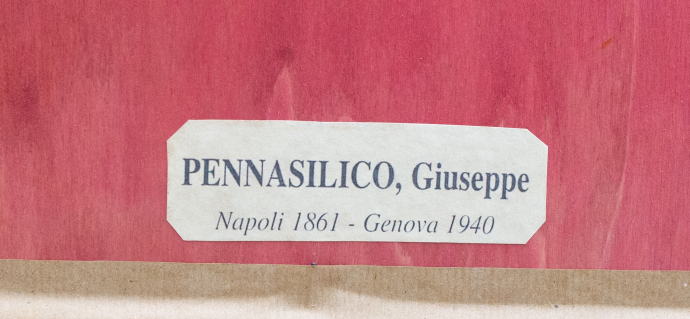 PENNASILICO, Giuseppe
Napoli 1861 - Genova 1940